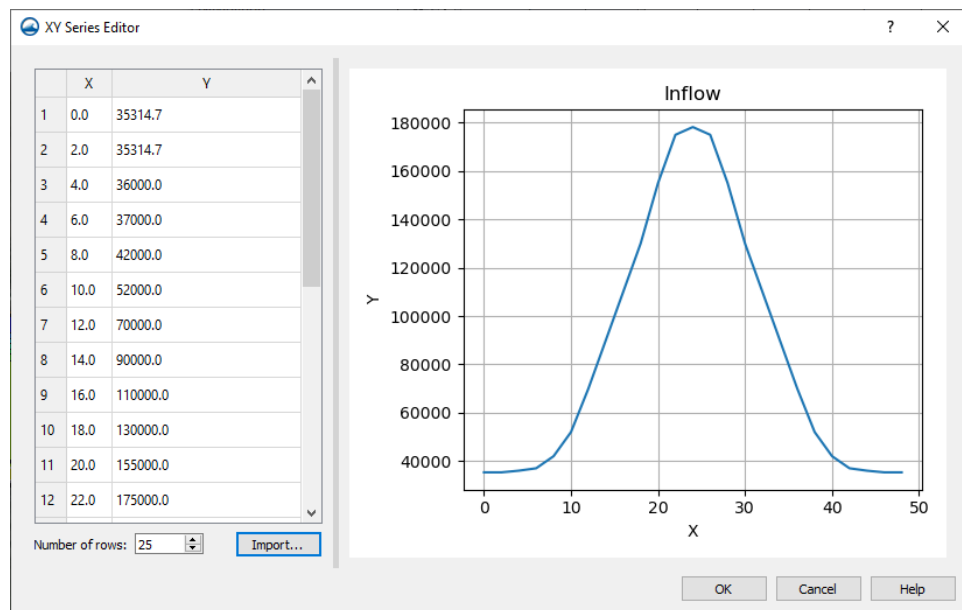 XY Series Editor
? ×
X Y
1 0.0 35314.7
2 2.0 35314.7
3 4.0 36000.0
4 6.0 37000.0
5 8.0 42000.0
6 10.0 52000.0
7 12.0 70000.0
8 14.0 90000.0
9 16.0 110000.0
10 18.0 130000.0
11 20.0 155000.0
12 22.0 175000.0
Number of rows: 25 Import...
Inflow
180000
160000
140000
120000
100000
80000
60000
40000
Y
0 10 20 30 40 50
X
OK Cancel Help